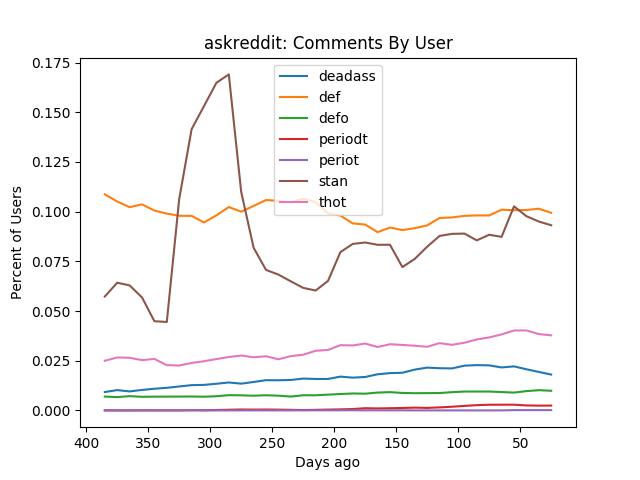 askreddit: Comments By User
Percent of Users
0.175
0.150
0.125
0.100
0.075
0.050
0.025
0.000
deadass
def
defo
periodt
periot
stan
thot
400 350 300 250 200 150 100 50
Days ago